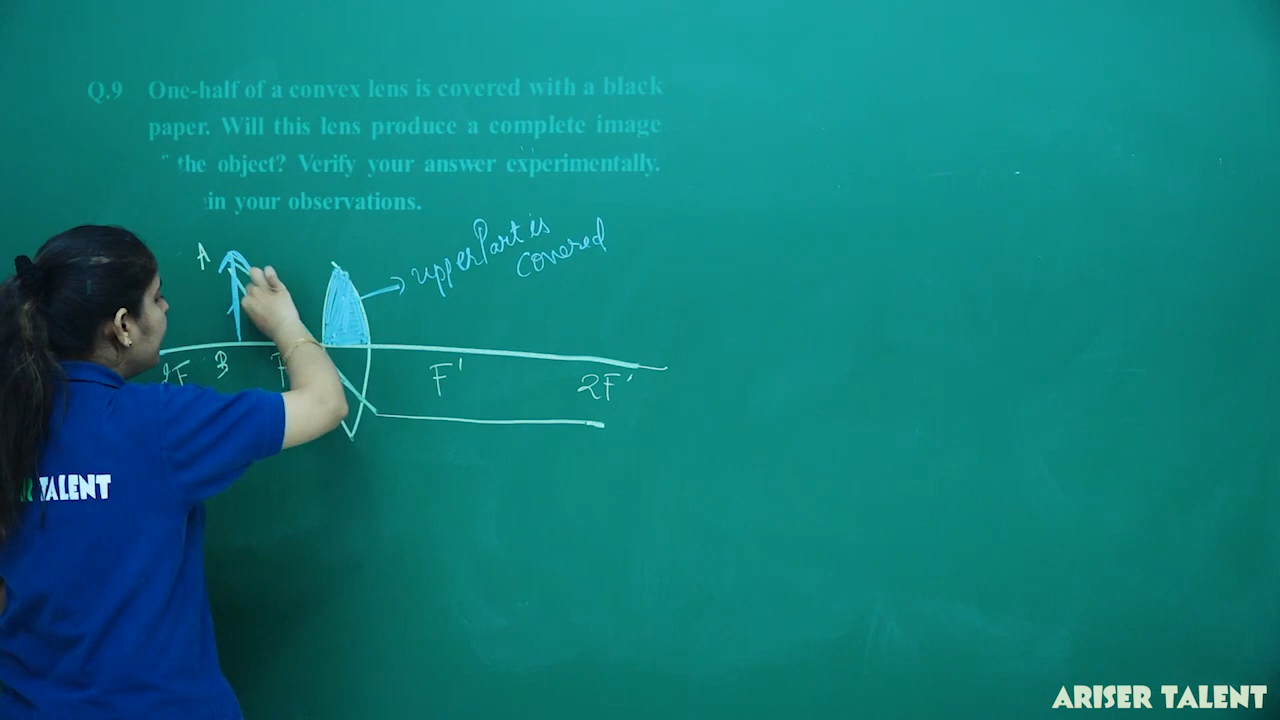 Q.9 One-half of a convex lens is covered with a black
paper. Will this lens produce a complete image
the object? Verify your answer experimentally.
in your observations.
A
upper Part is
covered
2F B F F' 2F'
TALENT
ARISER TALENT